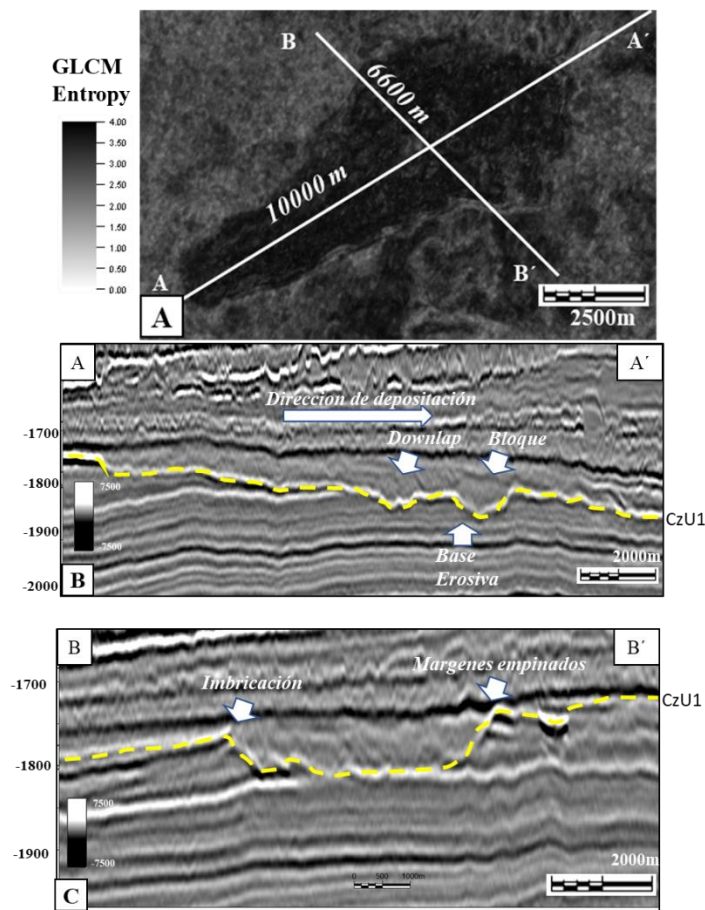 GLCM
Entropy
4.00
3.50
3.00
2.50
2.00
1.50
1.00
0.50
0.00
B
A´
6600 m
10000 m
A
B´
A
2500m
A
A´
Direccion de depositación
Downlap
Bloque
-1700
-1800
-1900
-2000
7500
-7500
CzU1
Base
Erosiva
2000m
B
B
B´
Imbricación
Margenes empinados
-1700
-1800
-1900
CzU1
7500
-7500
1000m
2000m
C